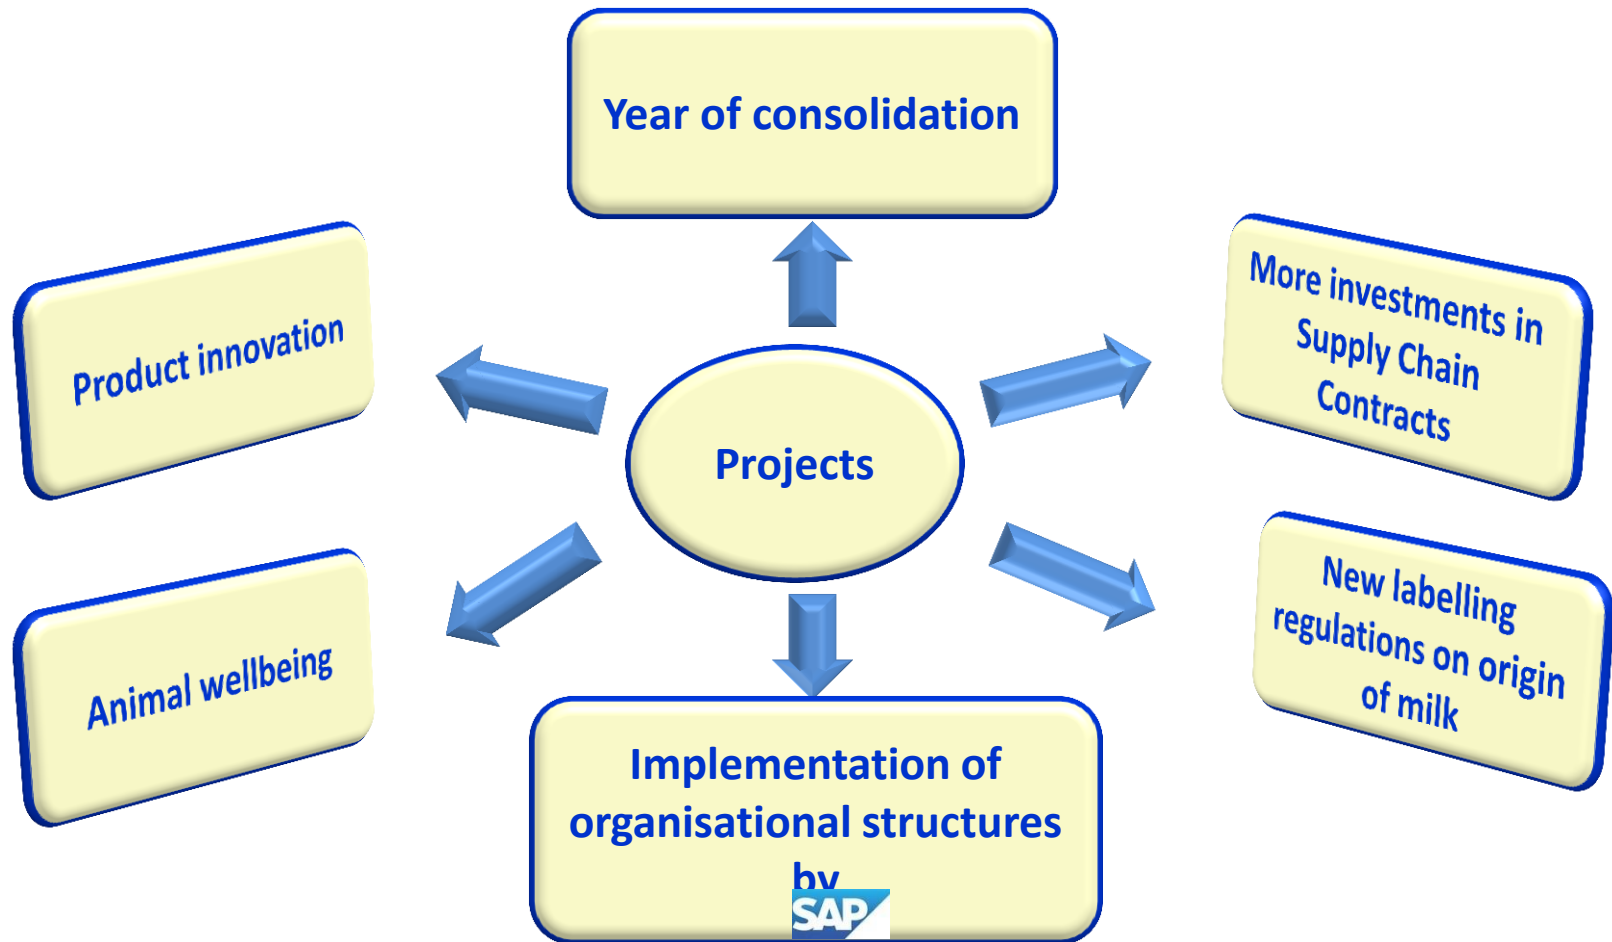 Year of consolidation
Product innovation
More investments in
Supply Chain
Contracts
Projects
Animal wellbeing
New labelling
regulations on origin
of milk
Implementation of
organisational structures
by
SAP